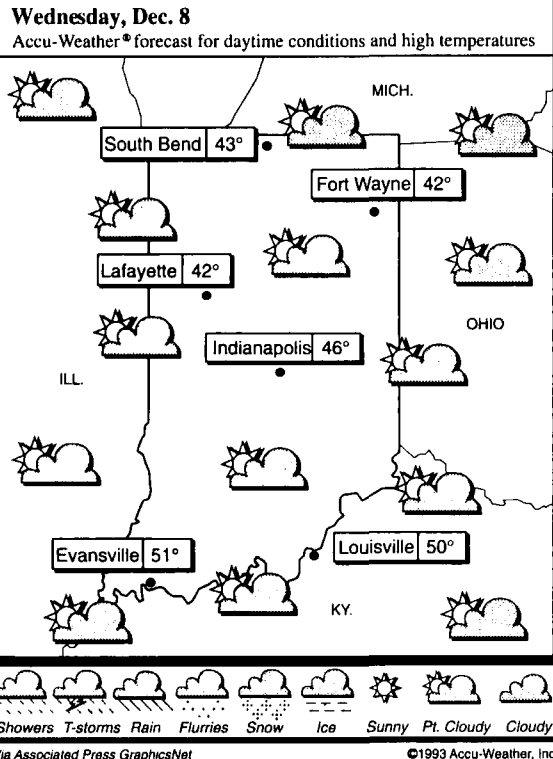 Wednesday, Dec. 8
Accu-Weather® forecast for daytime conditions and high temperatures
MICH.
South Bend 43°
Fort Wayne 42°
Lafayette 42°
OHIO
Indianapolis 46°
ILL.
Evansville 51°
Louisville 50°
KY.
Showers T-storms Rain Flurries Snow Ice Sunny Pt. Cloudy Cloudy
Via Associated Press GraphicsNet ©1993 Accu-Weather, Inc